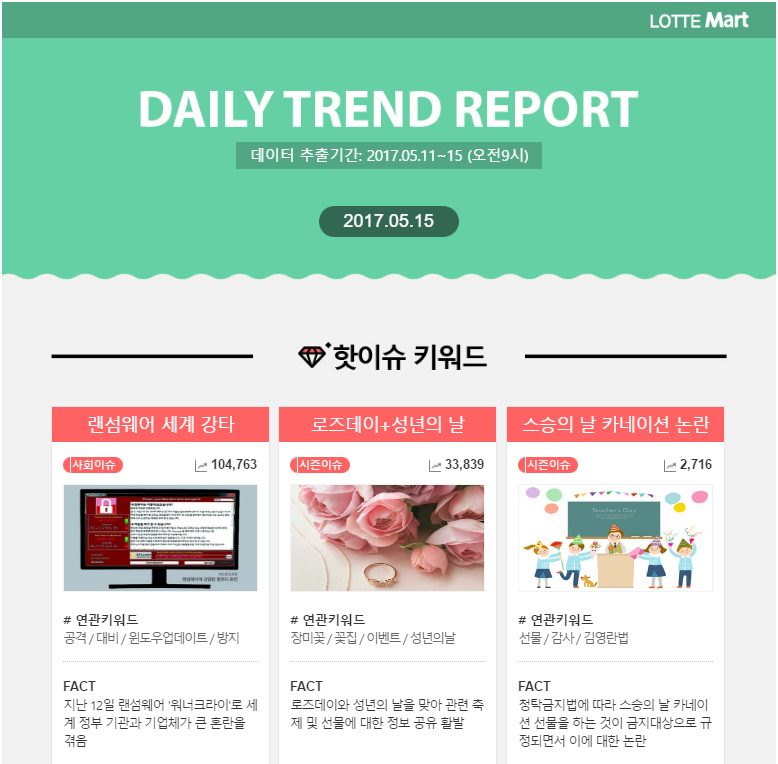 LOTTE Mart
DAILY TREND REPORT
데이터 추출기간: 2017.05.11~15 (오전9시)
2017.05.15
핫이슈 키워드
랜섬웨어 세계 강타
사회이슈
104,763
# 연관키워드
공격 / 대비 / 윈도우업데이트 / 방지
FACT
지난 12일 랜섬웨어 '워너크라이'로 세
계 정부 기관과 기업체가 큰 혼란을
겪음
로즈데이+성년의 날
시즌이슈
33,839
# 연관키워드
장미꽃 / 꽃집 / 이벤트 / 성년의날
FACT
로즈데이와 성년의 날을 맞아 관련 축
제 및 선물에 대한 정보 공유 활발
스승의 날 카네이션 논란
시즌이슈
2,716
Teacher's Day
# 연관키워드
선물 / 감사 / 김영란법
FACT
청탁금지법에 따라 스승의 날 카네이
션 선물을 하는 것이 금지대상으로 규
정되면서 이에 대한 논란